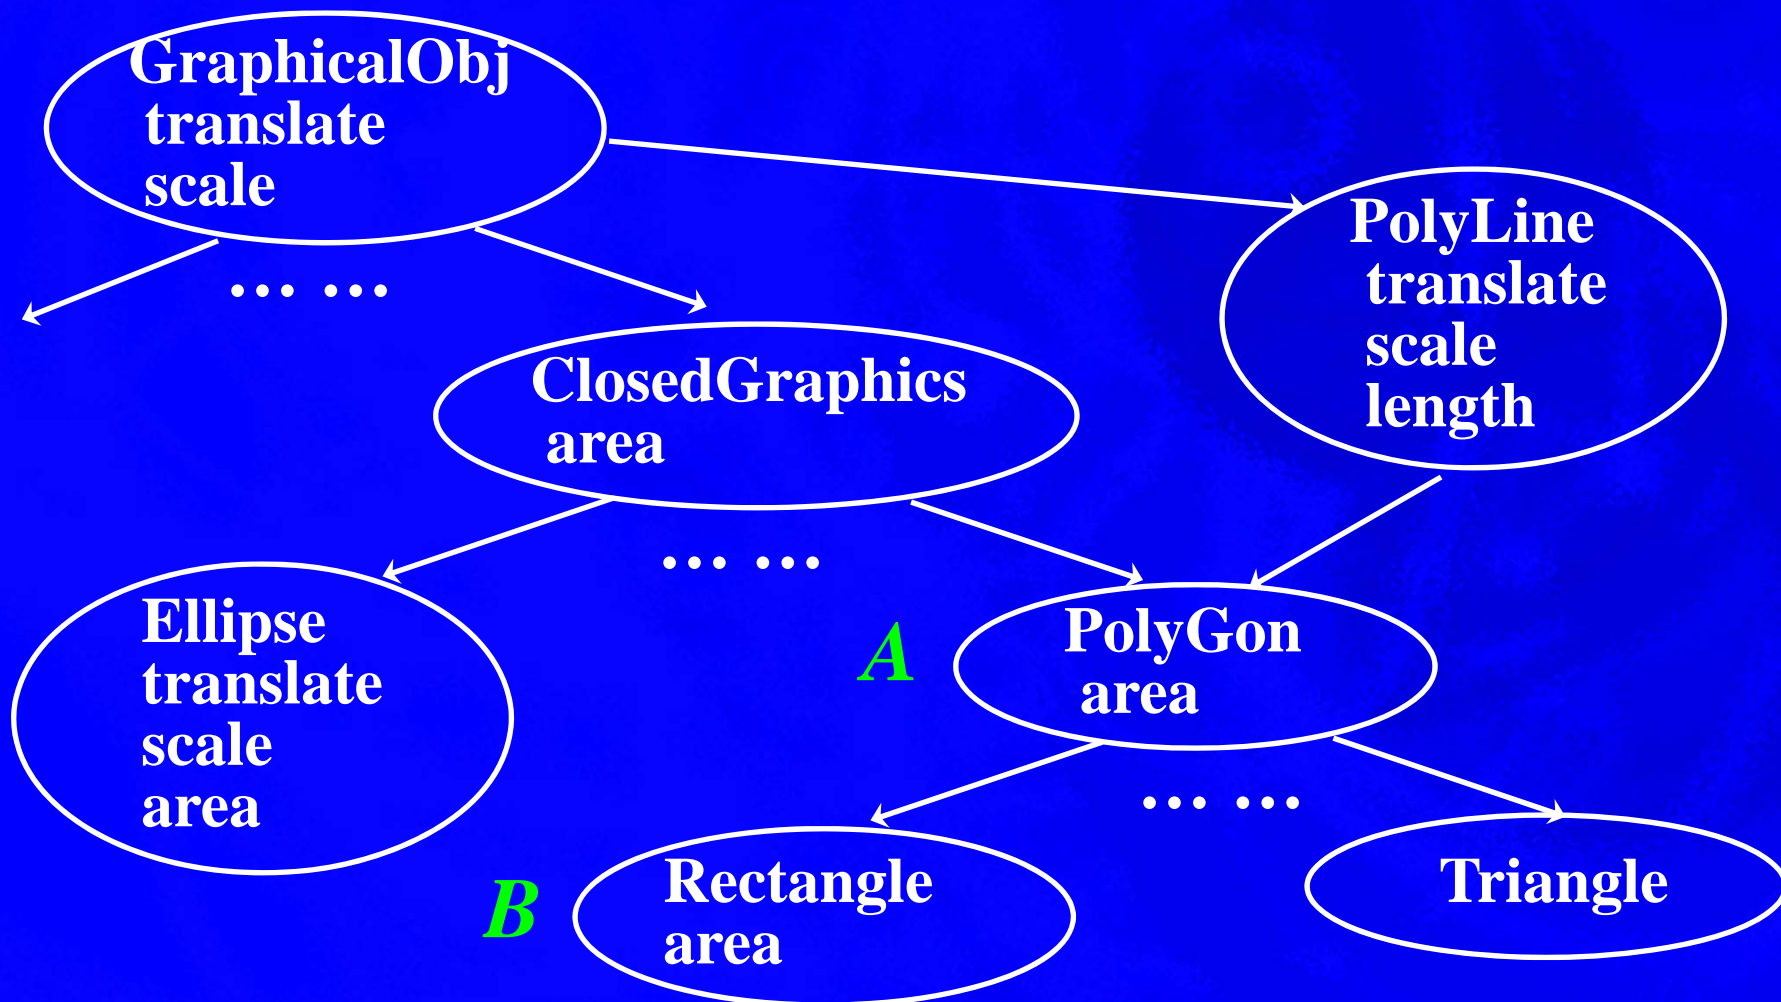 GraphicalObj
translate
scale
... ...
PolyLine
translate
scale
length
ClosedGraphics
area
... ...
Ellipse
translate
scale
area
A
PolyGon
area
... ...
B
Rectangle
area
Triangle